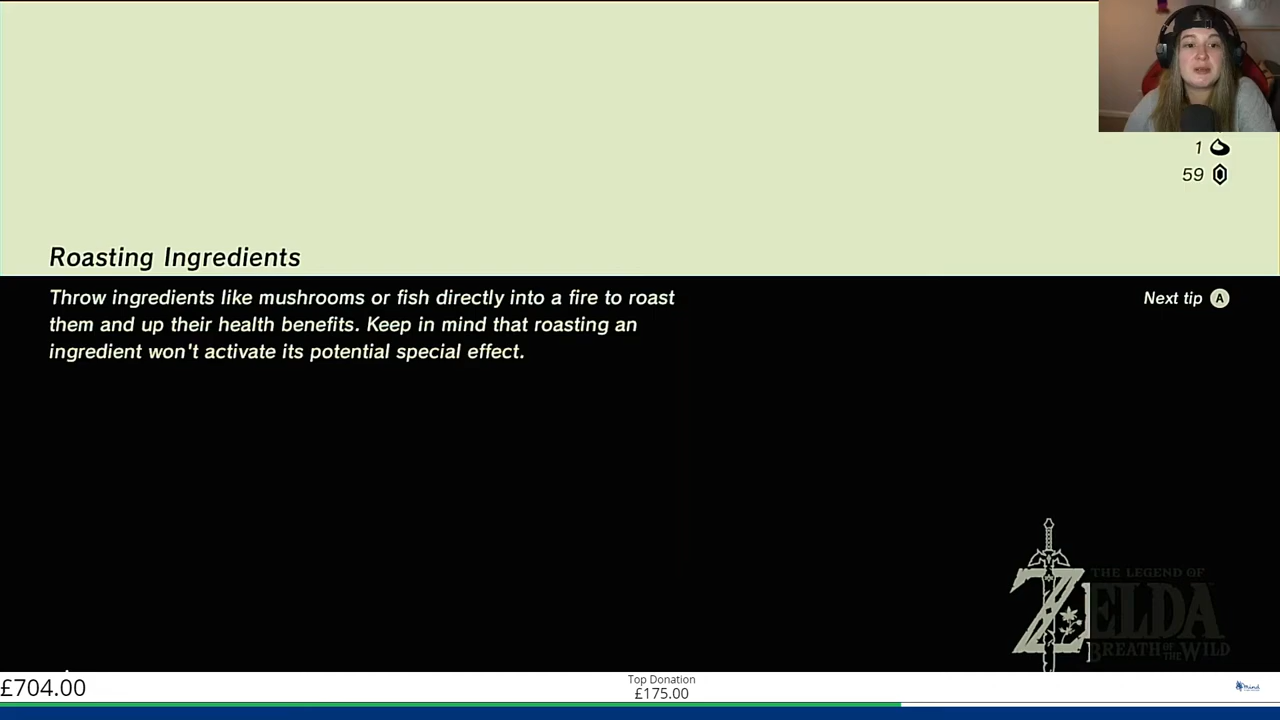 1
59
Roasting Ingredients
Throw ingredients like mushrooms or fish directly into a fire to roast
them and up their health benefits. Keep in mind that roasting an
ingredient won't activate its potential special effect.
Next tip A
THE LEGEND OF
ZELDA
BREATH OF THE WILD
£704.00
Top Donation
£175.00
mind